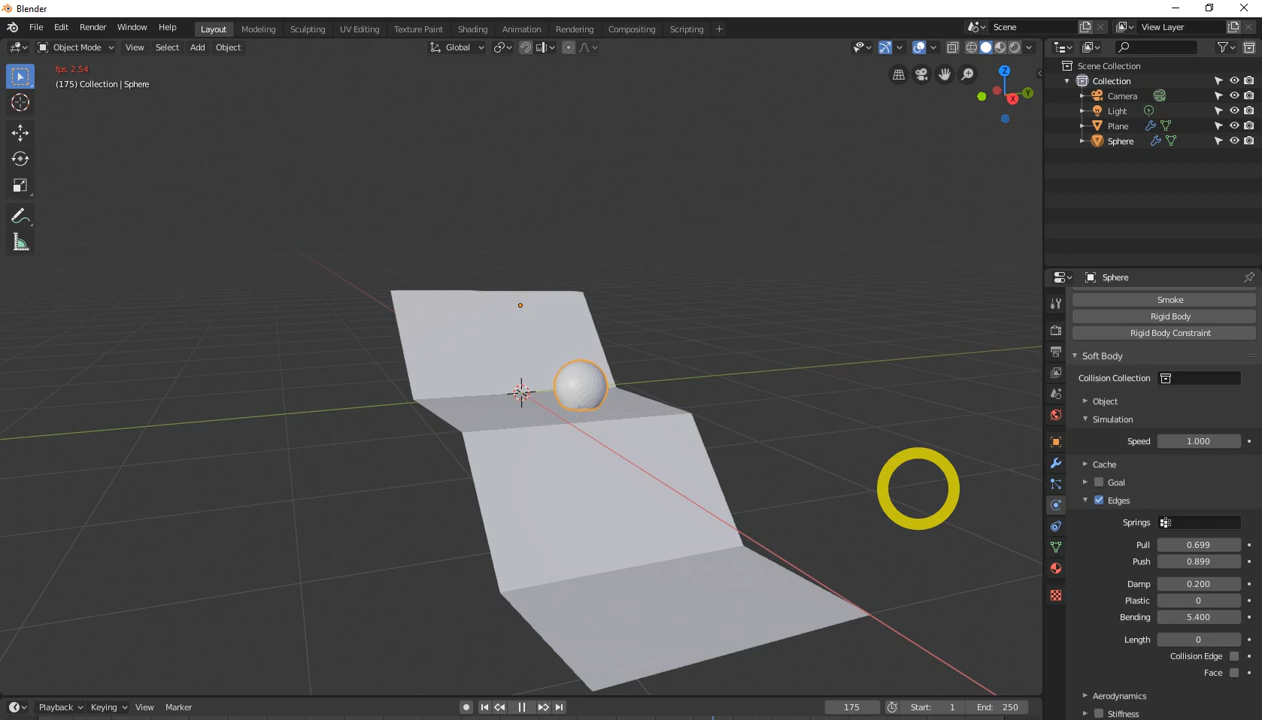 Blender
File Edit Render Window Help Layout Modeling Sculpting UV Editing Texture Paint Shading Animation Rendering Compositing Scripting + Scene View Layer
Object Mode View Select Add Object Global
fps: 2.54
(175) Collection | Sphere
Z
Y
X
Scene Collection
Collection
Camera
Light
Plane
Sphere
Sphere
Smoke
Rigid Body
Rigid Body Constraint
Soft Body
Collision Collection
Object
Simulation
Speed 1.000
Cache
Goal
Edges
Springs
Pull 0.699
Push 0.899
Damp 0.200
Plastic 0
Bending 5.400
Length 0
Collision Edge
Face
Aerodynamics
Stiffness
Playback Keying View Marker 175 Start: 1 End: 250